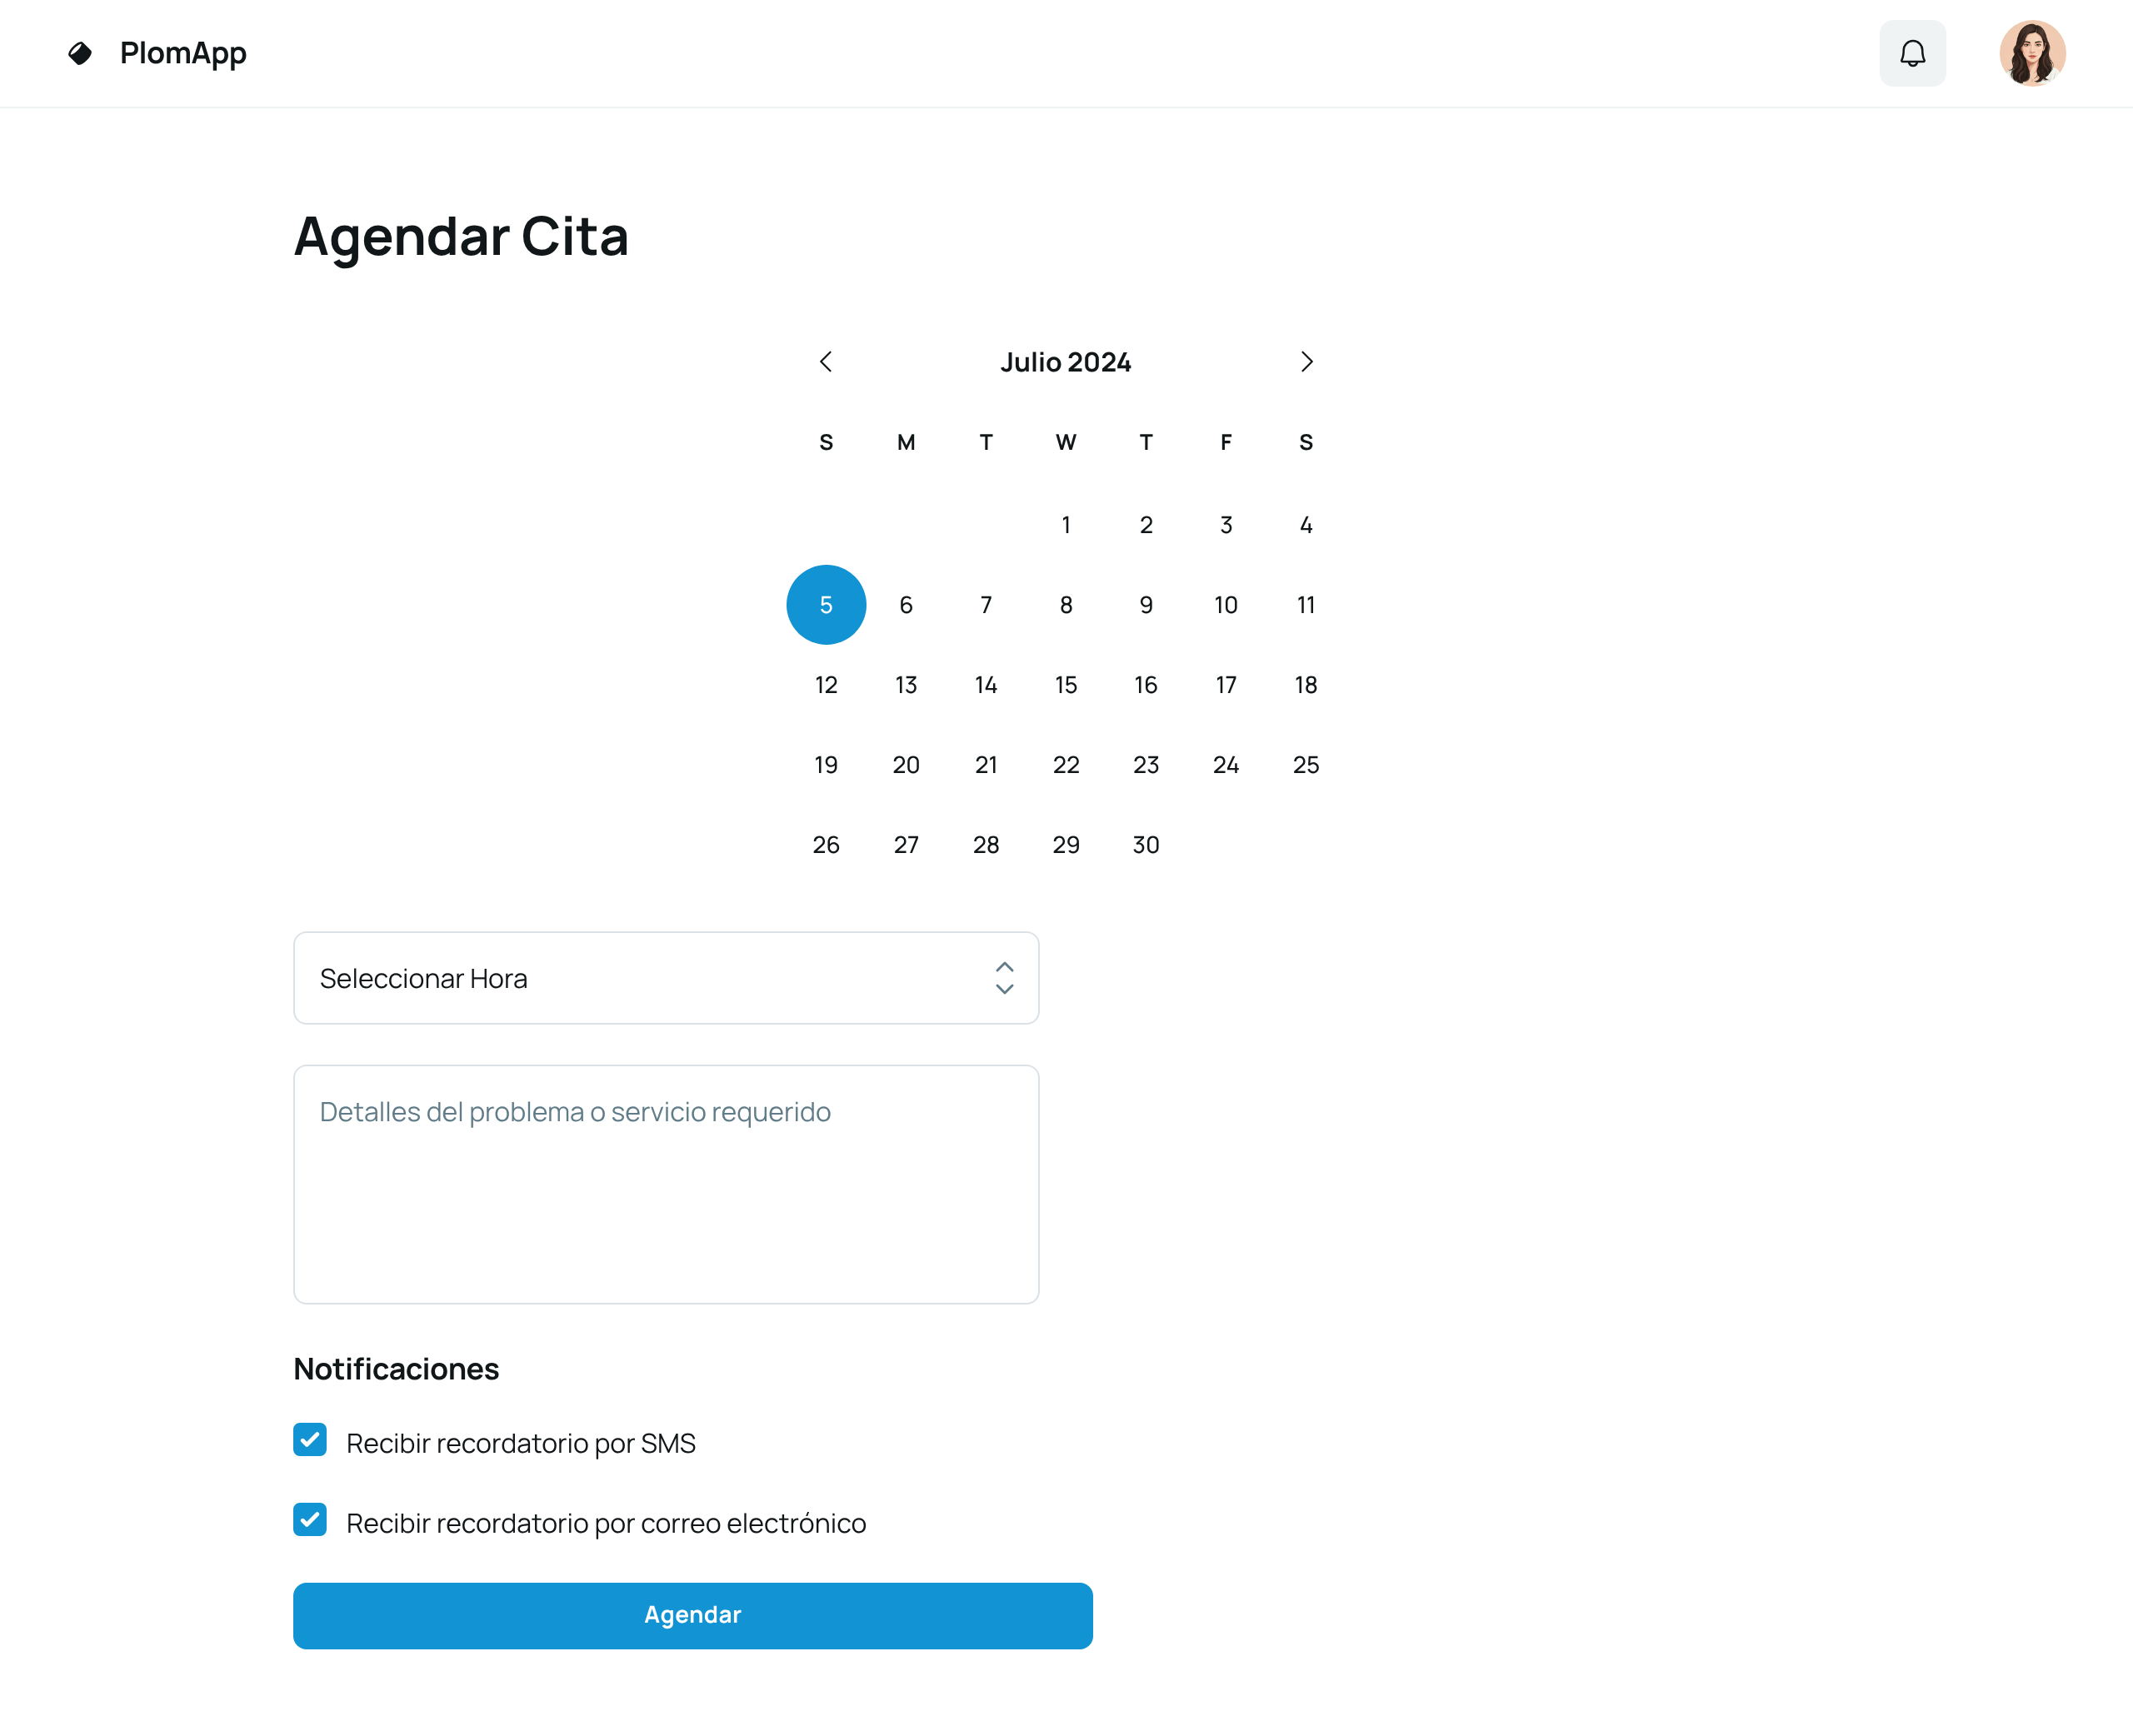 PlomApp
Agendar Cita
Julio 2024
S M T W T F S
1 2 3 4
5 6 7 8 9 10 11
12 13 14 15 16 17 18
19 20 21 22 23 24 25
26 27 28 29 30
Seleccionar Hora
Detalles del problema o servicio requerido
Notificaciones
Recibir recordatorio por SMS
Recibir recordatorio por correo electrónico
Agendar